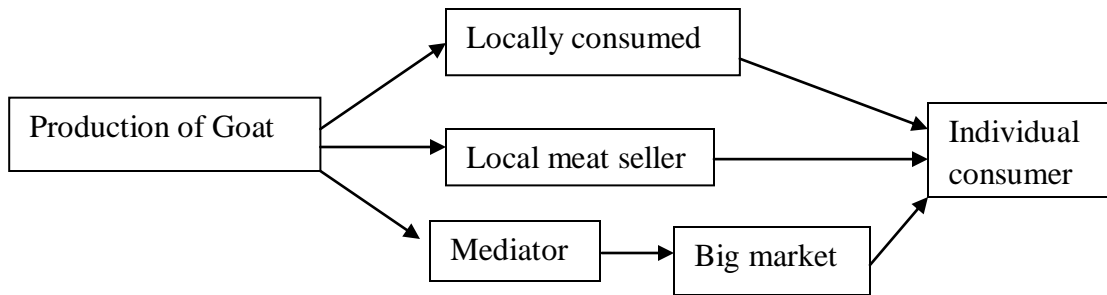 Locally consumed
Production of Goat
Local meat seller
Individual
consumer
Mediator
Big market